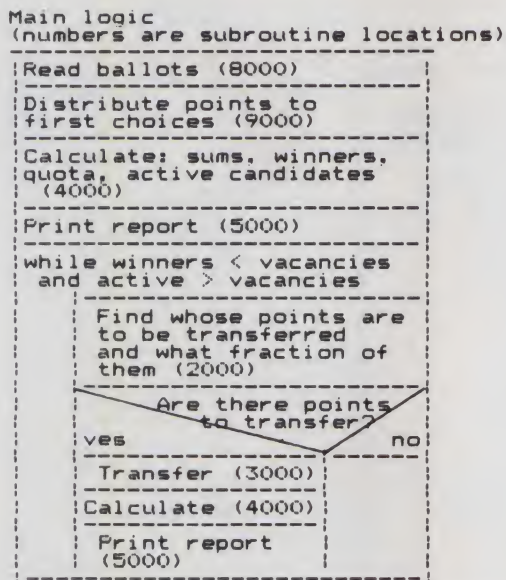 Main logic
(numbers are subroutine locations)
Read ballots (8000)
Distribute points to
first choices (9000)
Calculate: sums, winners,
quota, active candidates
(4000)
Print report (5000)
while winners < vacancies
and active > vacancies
Find whose points are
to be transferred
and what fraction of
them (2000)
Are there points
to transfer?
yes no
Transfer (3000)
Calculate (4000)
Print report
(5000)